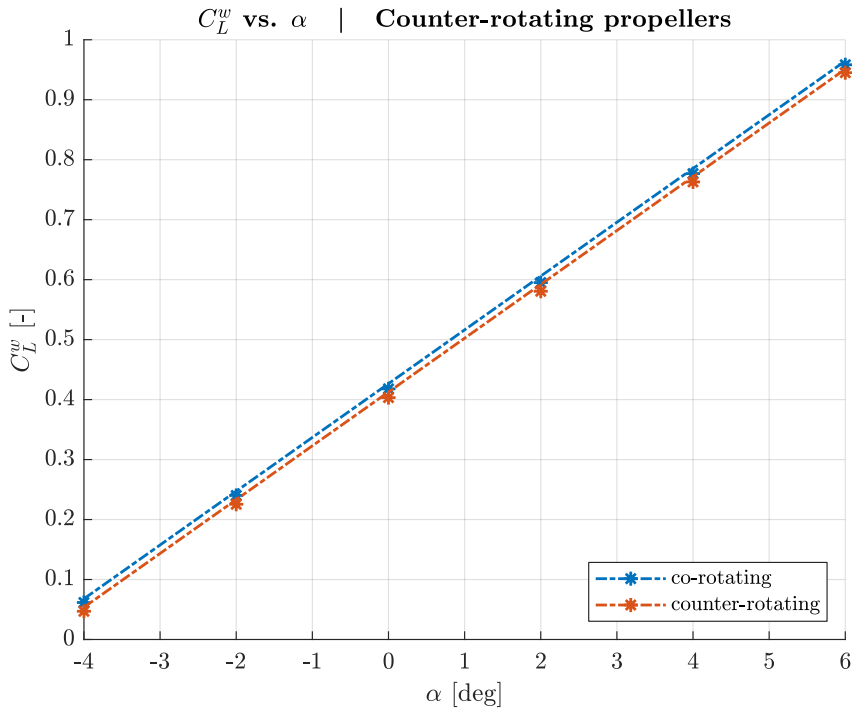 C_L^w vs. α | Counter-rotating propellers
1
0.9
0.8
0.7
0.6
0.5
0.4
0.3
0.2
0.1
0
C_L^w [-]
-4 -3 -2 -1 0 1 2 3 4 5 6
α [deg]
co-rotating
counter-rotating